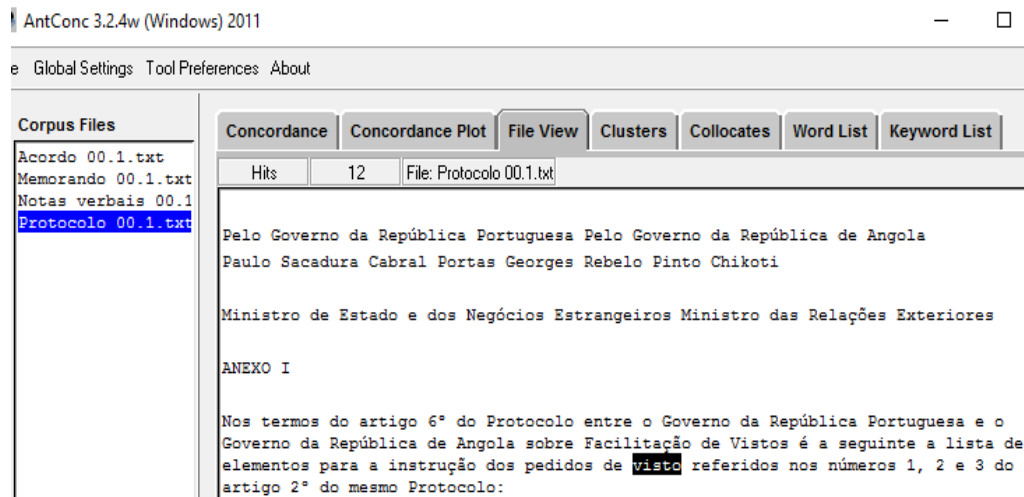 AntConc 3.2.4w (Windows) 2011
e Global Settings Tool Preferences About
Corpus Files
Acordo 00.1.txt
Memorando 00.1.txt
Notas verbais 00.1
Protocolo 00.1.txt
Concordance Concordance Plot File View Clusters Collocates Word List Keyword List
Hits 12 File: Protocolo 00.1.txt
Pelo Governo da República Portuguesa Pelo Governo da República de Angola
Paulo Sacadura Cabral Portas Georges Rebelo Pinto Chikoti
Ministro de Estado e dos Negócios Estrangeiros Ministro das Relações Exteriores
ANEXO I
Nos termos do artigo 6º do Protocolo entre o Governo da República Portuguesa e o
Governo da República de Angola sobre Facilitação de Vistos é a seguinte a lista de
elementos para a instrução dos pedidos de visto referidos nos números 1, 2 e 3 do
artigo 2º do mesmo Protocolo: